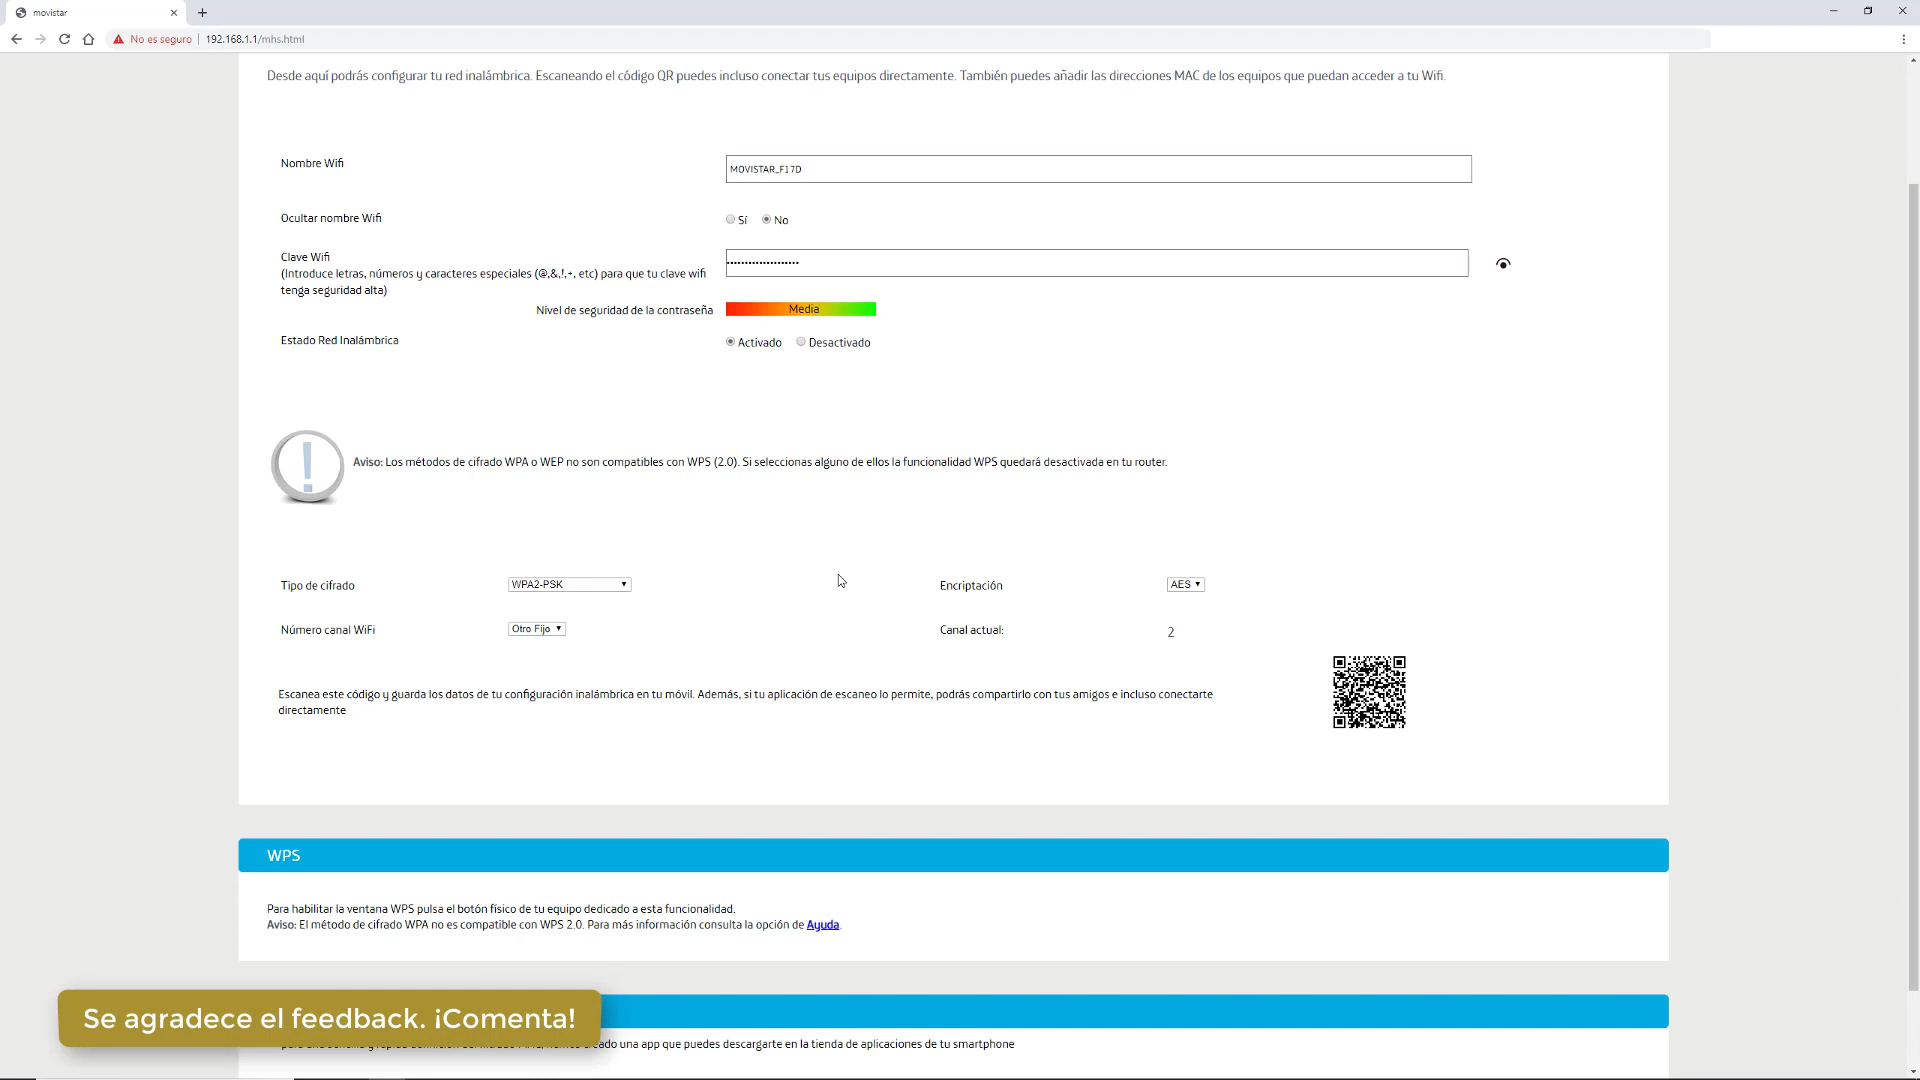 movistar
No es seguro
192.168.1.1/mhs.html
Desde aquí podrás configurar tu red inalámbrica. Escaneando el código QR puedes incluso conectar tus equipos directamente. También puedes añadir las direcciones MAC de los equipos que puedan acceder a tu Wifi.
Nombre Wifi
MOVISTAR_F17D
Ocultar nombre Wifi
Sí No
Clave Wifi
(Introduce letras, números y caracteres especiales (@,&,!,+, etc) para que tu clave wifi
tenga seguridad alta)
Nivel de seguridad de la contraseña
Media
Estado Red Inalámbrica
Activado Desactivado
Aviso: Los métodos de cifrado WPA o WEP no son compatibles con WPS (2.0). Si seleccionas alguno de ellos la funcionalidad WPS quedará desactivada en tu router.
Tipo de cifrado
WPA2-PSK
Encriptación
AES
Número canal WiFi
Otro Fijo
Canal actual:
2
Escanea este código y guarda los datos de tu configuración inalámbrica en tu móvil. Además, si tu aplicación de escaneo lo permite, podrás compartirlo con tus amigos e incluso conectarte
directamente
WPS
Para habilitar la ventana WPS pulsa el botón físico de tu equipo dedicado a esta funcionalidad.
Aviso: El método de cifrado WPA no es compatible con WPS 2.0. Para más información consulta la opción de Ayuda.
Se agradece el feedback. ¡Comenta!
una app que puedes descargarte en la tienda de aplicaciones de tu smartphone